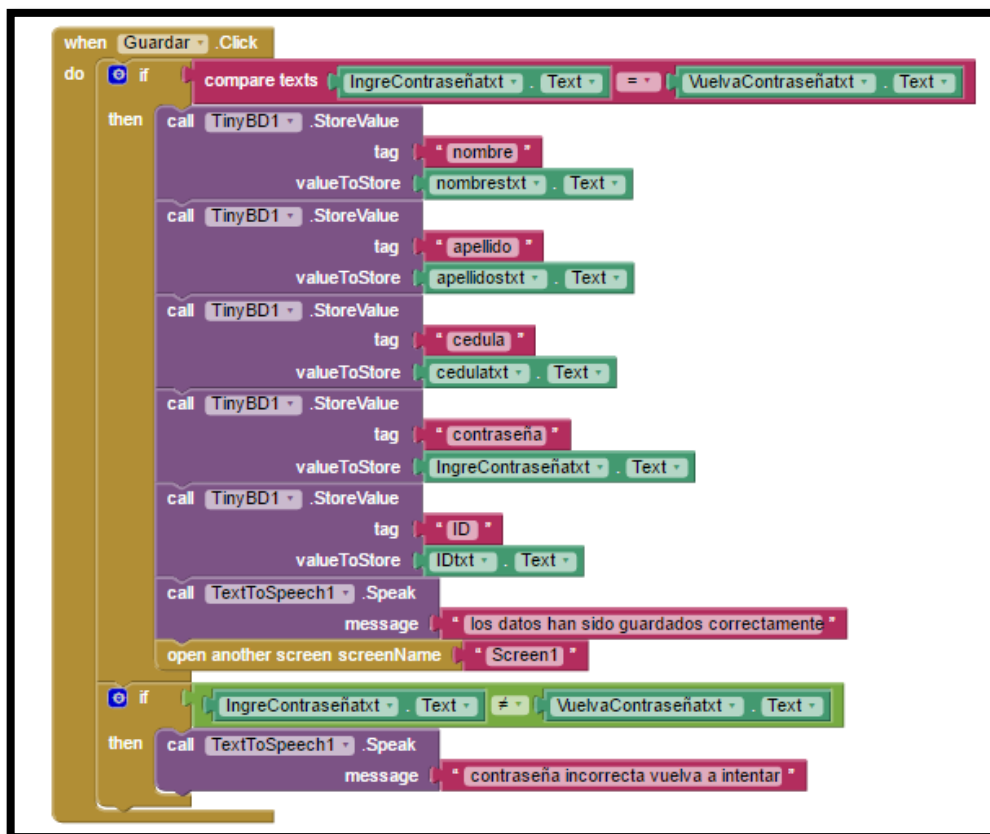 when Guardar .Click
do if compare texts IngreContraseñatxt . Text = VuelvaContraseñatxt . Text
then call TinyBD1 .StoreValue
tag " nombre "
valueToStore nombrestxt . Text
call TinyBD1 .StoreValue
tag " apellido "
valueToStore apellidostxt . Text
call TinyBD1 .StoreValue
tag " cedula "
valueToStore cedulatxt . Text
call TinyBD1 .StoreValue
tag " contraseña "
valueToStore IngreContraseñatxt . Text
call TinyBD1 .StoreValue
tag " ID "
valueToStore IDtxt . Text
call TextToSpeech1 .Speak
message " los datos han sido guardados correctamente "
open another screen screenName " Screen1 "
if IngreContraseñatxt . Text ≠ VuelvaContraseñatxt . Text
then call TextToSpeech1 .Speak
message " contraseña incorrecta vuelva a intentar "